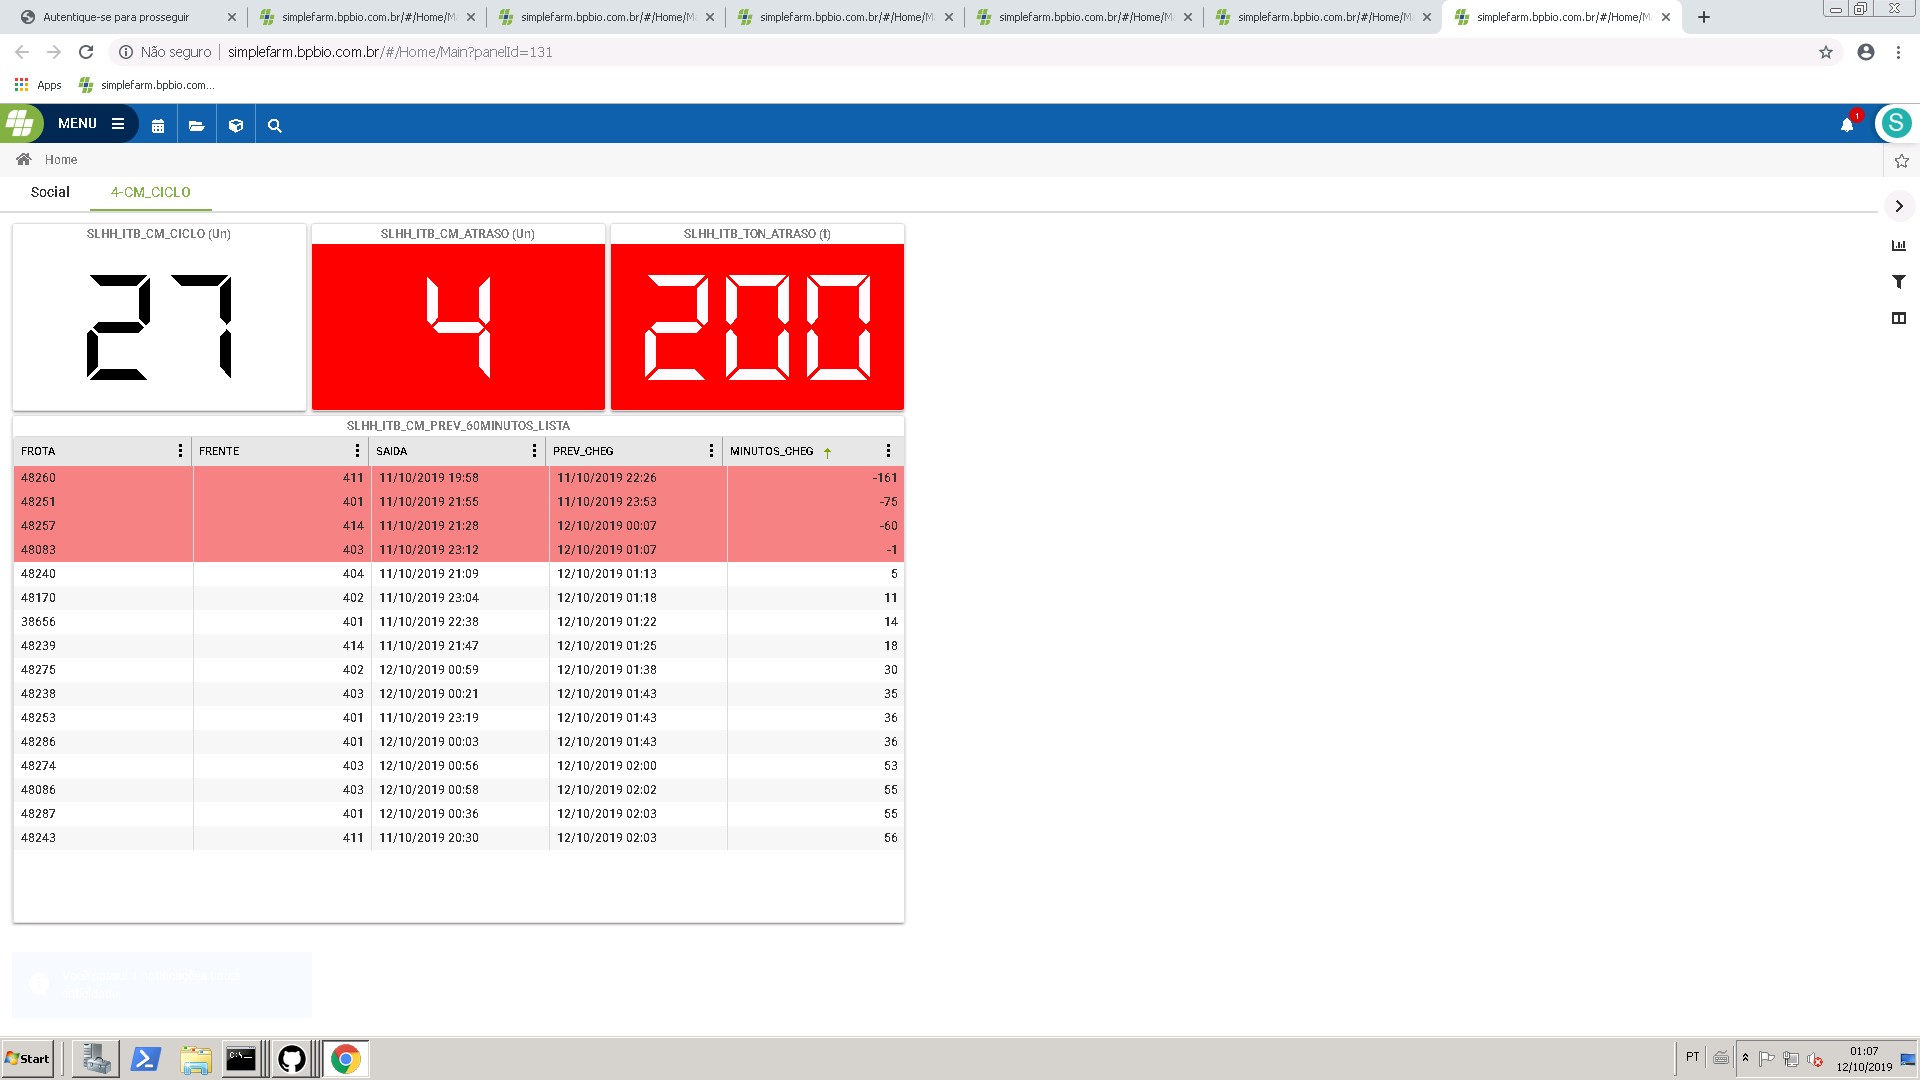 Autentique-se para prosseguir
simplefarm.bpbio.com.br/#/Home/M
simplefarm.bpbio.com.br/#/Home/M
simplefarm.bpbio.com.br/#/Home/M
simplefarm.bpbio.com.br/#/Home/M
simplefarm.bpbio.com.br/#/Home/M
simplefarm.bpbio.com.br/#/Home/M
Não seguro | simplefarm.bpbio.com.br/#/Home/Main?panelId=131
Apps simplefarm.bpbio.com...
MENU 1 S
Home
Social 4-CM_CICLO
SLHH_ITB_CM_CICLO (Un) SLHH_ITB_CM_ATRASO (Un) SLHH_ITB_TON_ATRASO (t)
27 4 200
SLHH_ITB_CM_PREV_60MINUTOS_LISTA
FROTA FRENTE SAIDA PREV_CHEG MINUTOS_CHEG
48260 411 11/10/2019 19:58 11/10/2019 22:26 -161
48251 401 11/10/2019 21:55 11/10/2019 23:53 -75
48257 414 11/10/2019 21:28 12/10/2019 00:07 -60
48083 403 11/10/2019 23:12 12/10/2019 01:07 -1
48240 404 11/10/2019 21:09 12/10/2019 01:13 5
48170 402 11/10/2019 23:04 12/10/2019 01:18 11
38656 401 11/10/2019 22:38 12/10/2019 01:22 14
48239 414 11/10/2019 21:47 12/10/2019 01:25 18
48275 402 12/10/2019 00:59 12/10/2019 01:38 30
48238 403 12/10/2019 00:21 12/10/2019 01:43 35
48253 401 11/10/2019 23:19 12/10/2019 01:43 36
48286 401 12/10/2019 00:03 12/10/2019 01:43 36
48274 403 12/10/2019 00:56 12/10/2019 02:00 53
48086 403 12/10/2019 00:58 12/10/2019 02:02 55
48287 401 12/10/2019 00:36 12/10/2019 02:03 55
48243 411 11/10/2019 20:30 12/10/2019 02:03 56
Start C:\ PT 01:07
12/10/2019